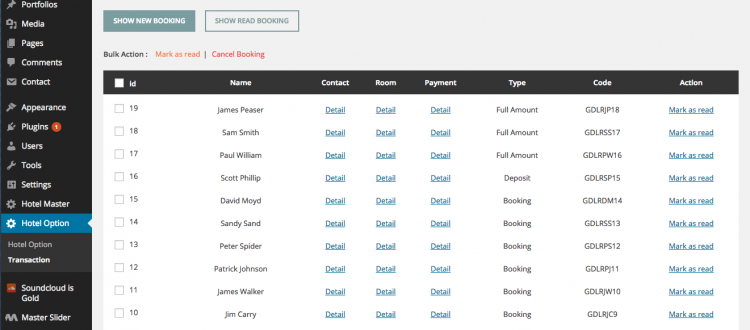 Portfolios
Media
Pages
Comments
Contact
Appearance
Plugins 1
Users
Tools
Settings
Hotel Master
Hotel Option
Hotel Option
Transaction
Soundcloud is
Gold
Master Slider
SHOW NEW BOOKING SHOW READ BOOKING
Bulk Action : Mark as read | Cancel Booking
Id Name Contact Room Payment Type Code Action
19 James Peaser Detail Detail Detail Full Amount GDLRJP18 Mark as read
18 Sam Smith Detail Detail Detail Full Amount GDLRSS17 Mark as read
17 Paul William Detail Detail Detail Full Amount GDLRPW16 Mark as read
16 Scott Phillip Detail Detail Detail Deposit GDLRSP15 Mark as read
15 David Moyd Detail Detail Detail Booking GDLRDM14 Mark as read
14 Sandy Sand Detail Detail Detail Booking GDLRSS13 Mark as read
13 Peter Spider Detail Detail Detail Booking GDLRPS12 Mark as read
12 Patrick Johnson Detail Detail Detail Booking GDLRPJ11 Mark as read
11 James Walker Detail Detail Detail Booking GDLRJW10 Mark as read
10 Jim Carry Detail Detail Detail Booking GDLRJC9 Mark as read